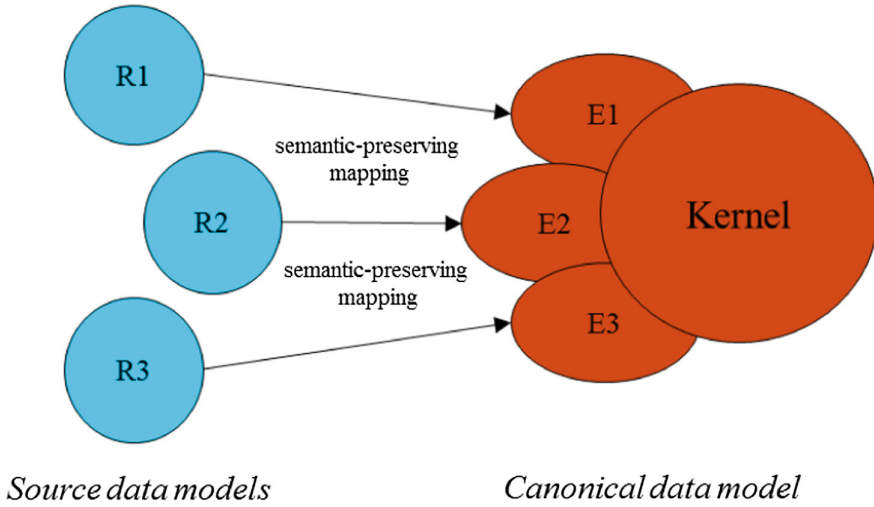 R1
E1
semantic-preserving
mapping
R2
E2
Kernel
semantic-preserving
mapping
E3
R3
Source data models
Canonical data model